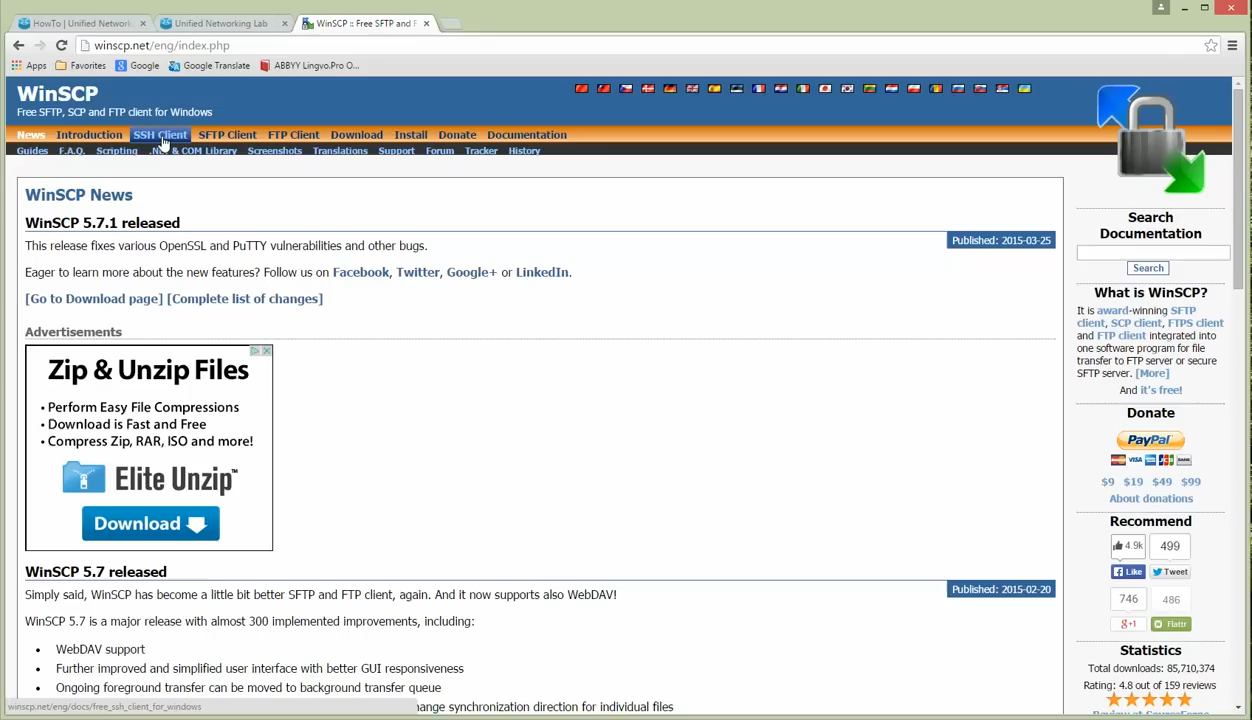 HowTo | Unified Network
Unified Networking Lab
WinSCP :: Free SFTP and F
winscp.net/eng/index.php
Apps Favorites Google Google Translate ABBYY Lingvo.Pro O...
WinSCP
Free SFTP, SCP and FTP client for Windows
News Introduction SSH Client SFTP Client FTP Client Download Install Donate Documentation
Guides F.A.Q. Scripting .NET & COM Library Screenshots Translations Support Forum Tracker History
WinSCP News
WinSCP 5.7.1 released
Published: 2015-03-25
This release fixes various OpenSSL and PuTTY vulnerabilities and other bugs.
Eager to learn more about the new features? Follow us on Facebook, Twitter, Google+ or LinkedIn.
[Go to Download page] [Complete list of changes]
Advertisements
Zip & Unzip Files
• Perform Easy File Compressions
• Download is Fast and Free
• Compress Zip, RAR, ISO and more!
Elite Unzip™
Download
WinSCP 5.7 released
Published: 2015-02-20
Simply said, WinSCP has become a little bit better SFTP and FTP client, again. And it now supports also WebDAV!
WinSCP 5.7 is a major release with almost 300 implemented improvements, including:
• WebDAV support
• Further improved and simplified user interface with better GUI responsiveness
• Ongoing foreground transfer can be moved to background transfer queue
change synchronization direction for individual files
winscp.net/eng/docs/free_ssh_client_for_windows
Search
Documentation
Search
What is WinSCP?
It is award-winning SFTP
client, SCP client, FTPS client
and FTP client integrated into
one software program for file
transfer to FTP server or secure
SFTP server. [More]
And it's free!
Donate
PayPal
VISA
$9 $19 $49 $99
About donations
Recommend
4.9k 499
Like Tweet
746 486
+1 Flattr
Statistics
Total downloads: 85,710,374
Rating: 4.8 out of 159 reviews
Review at SourceForge